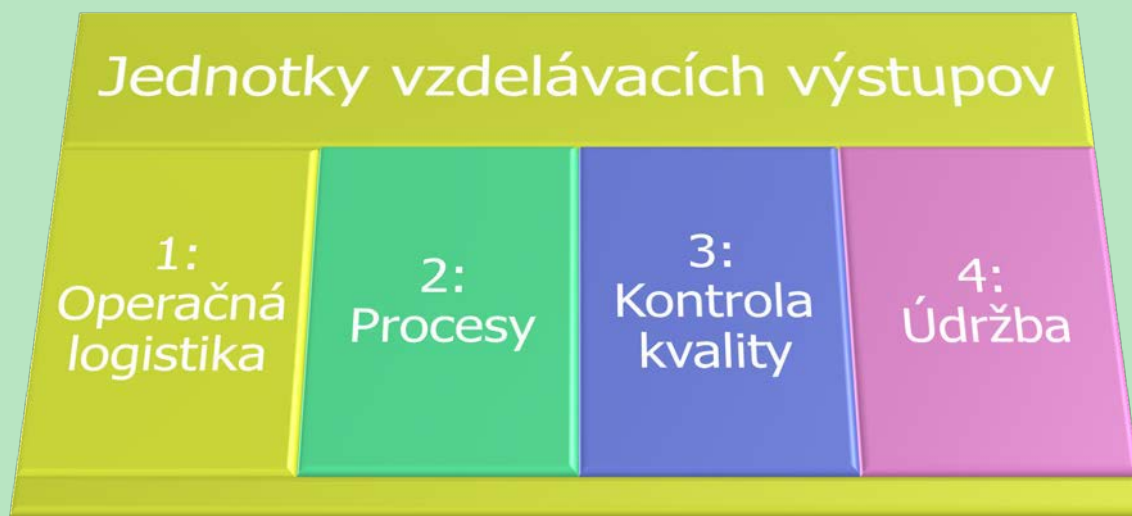 Jednotky vzdelávacích výstupov
1:
Operačná
logistika
2:
Procesy
3:
Kontrola
kvality
4:
Údržba